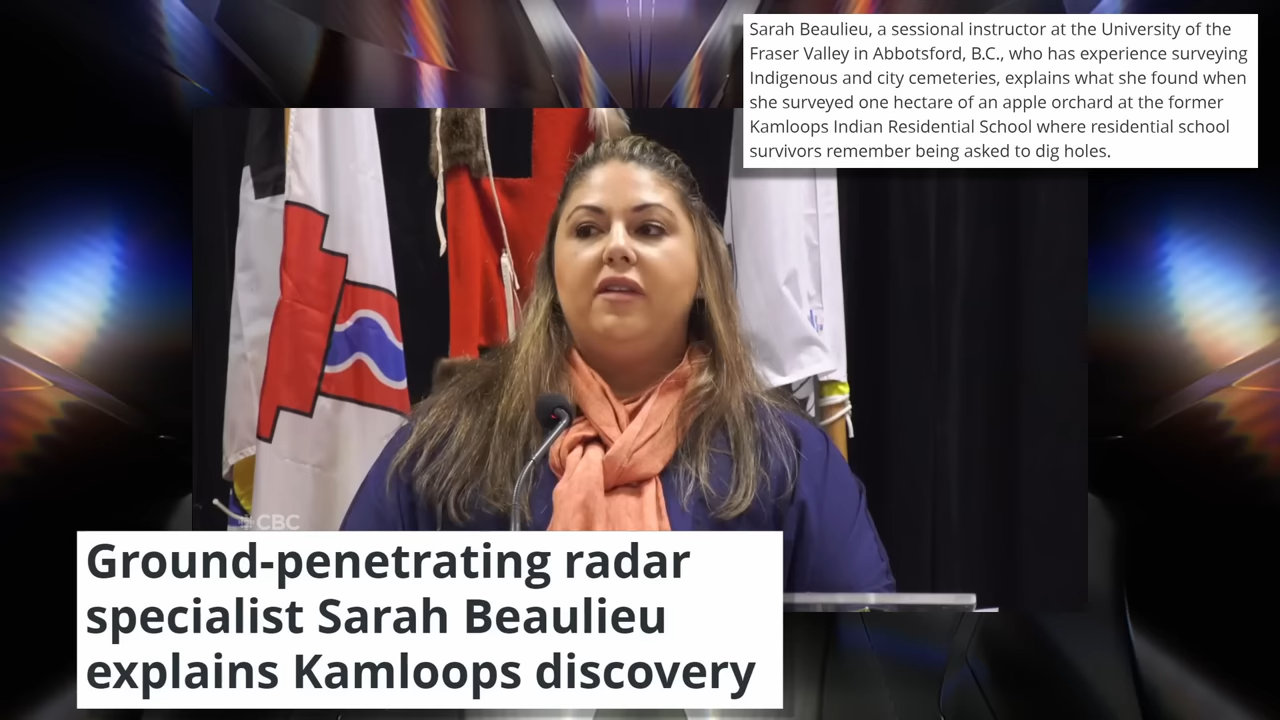 Sarah Beaulieu, a sessional instructor at the University of the
Fraser Valley in Abbotsford, B.C., who has experience surveying
Indigenous and city cemeteries, explains what she found when
she surveyed one hectare of an apple orchard at the former
Kamloops Indian Residential School where residential school
survivors remember being asked to dig holes.
CBC
Ground-penetrating radar
specialist Sarah Beaulieu
explains Kamloops discovery